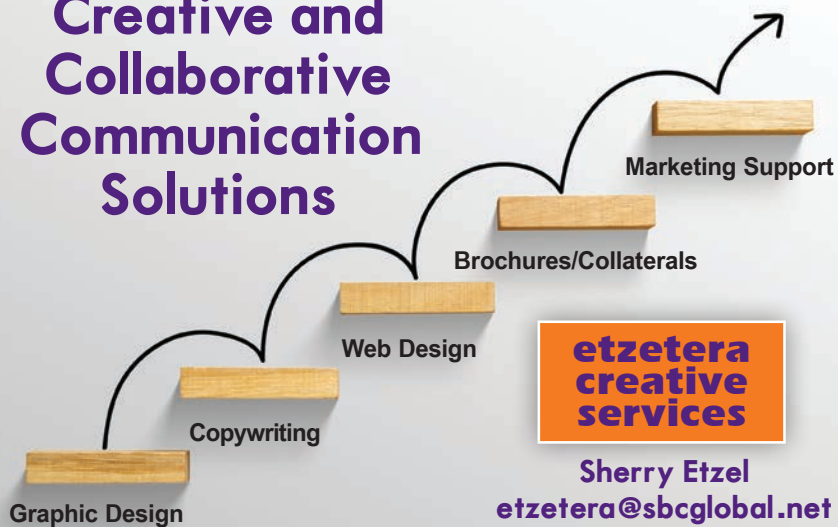 Creative and
Collaborative
Communication
Solutions
Marketing Support
Brochures/Collaterals
Web Design
Copywriting
Graphic Design
etzetera
creative
services
Sherry Etzel
etzetera@sbcglobal.net